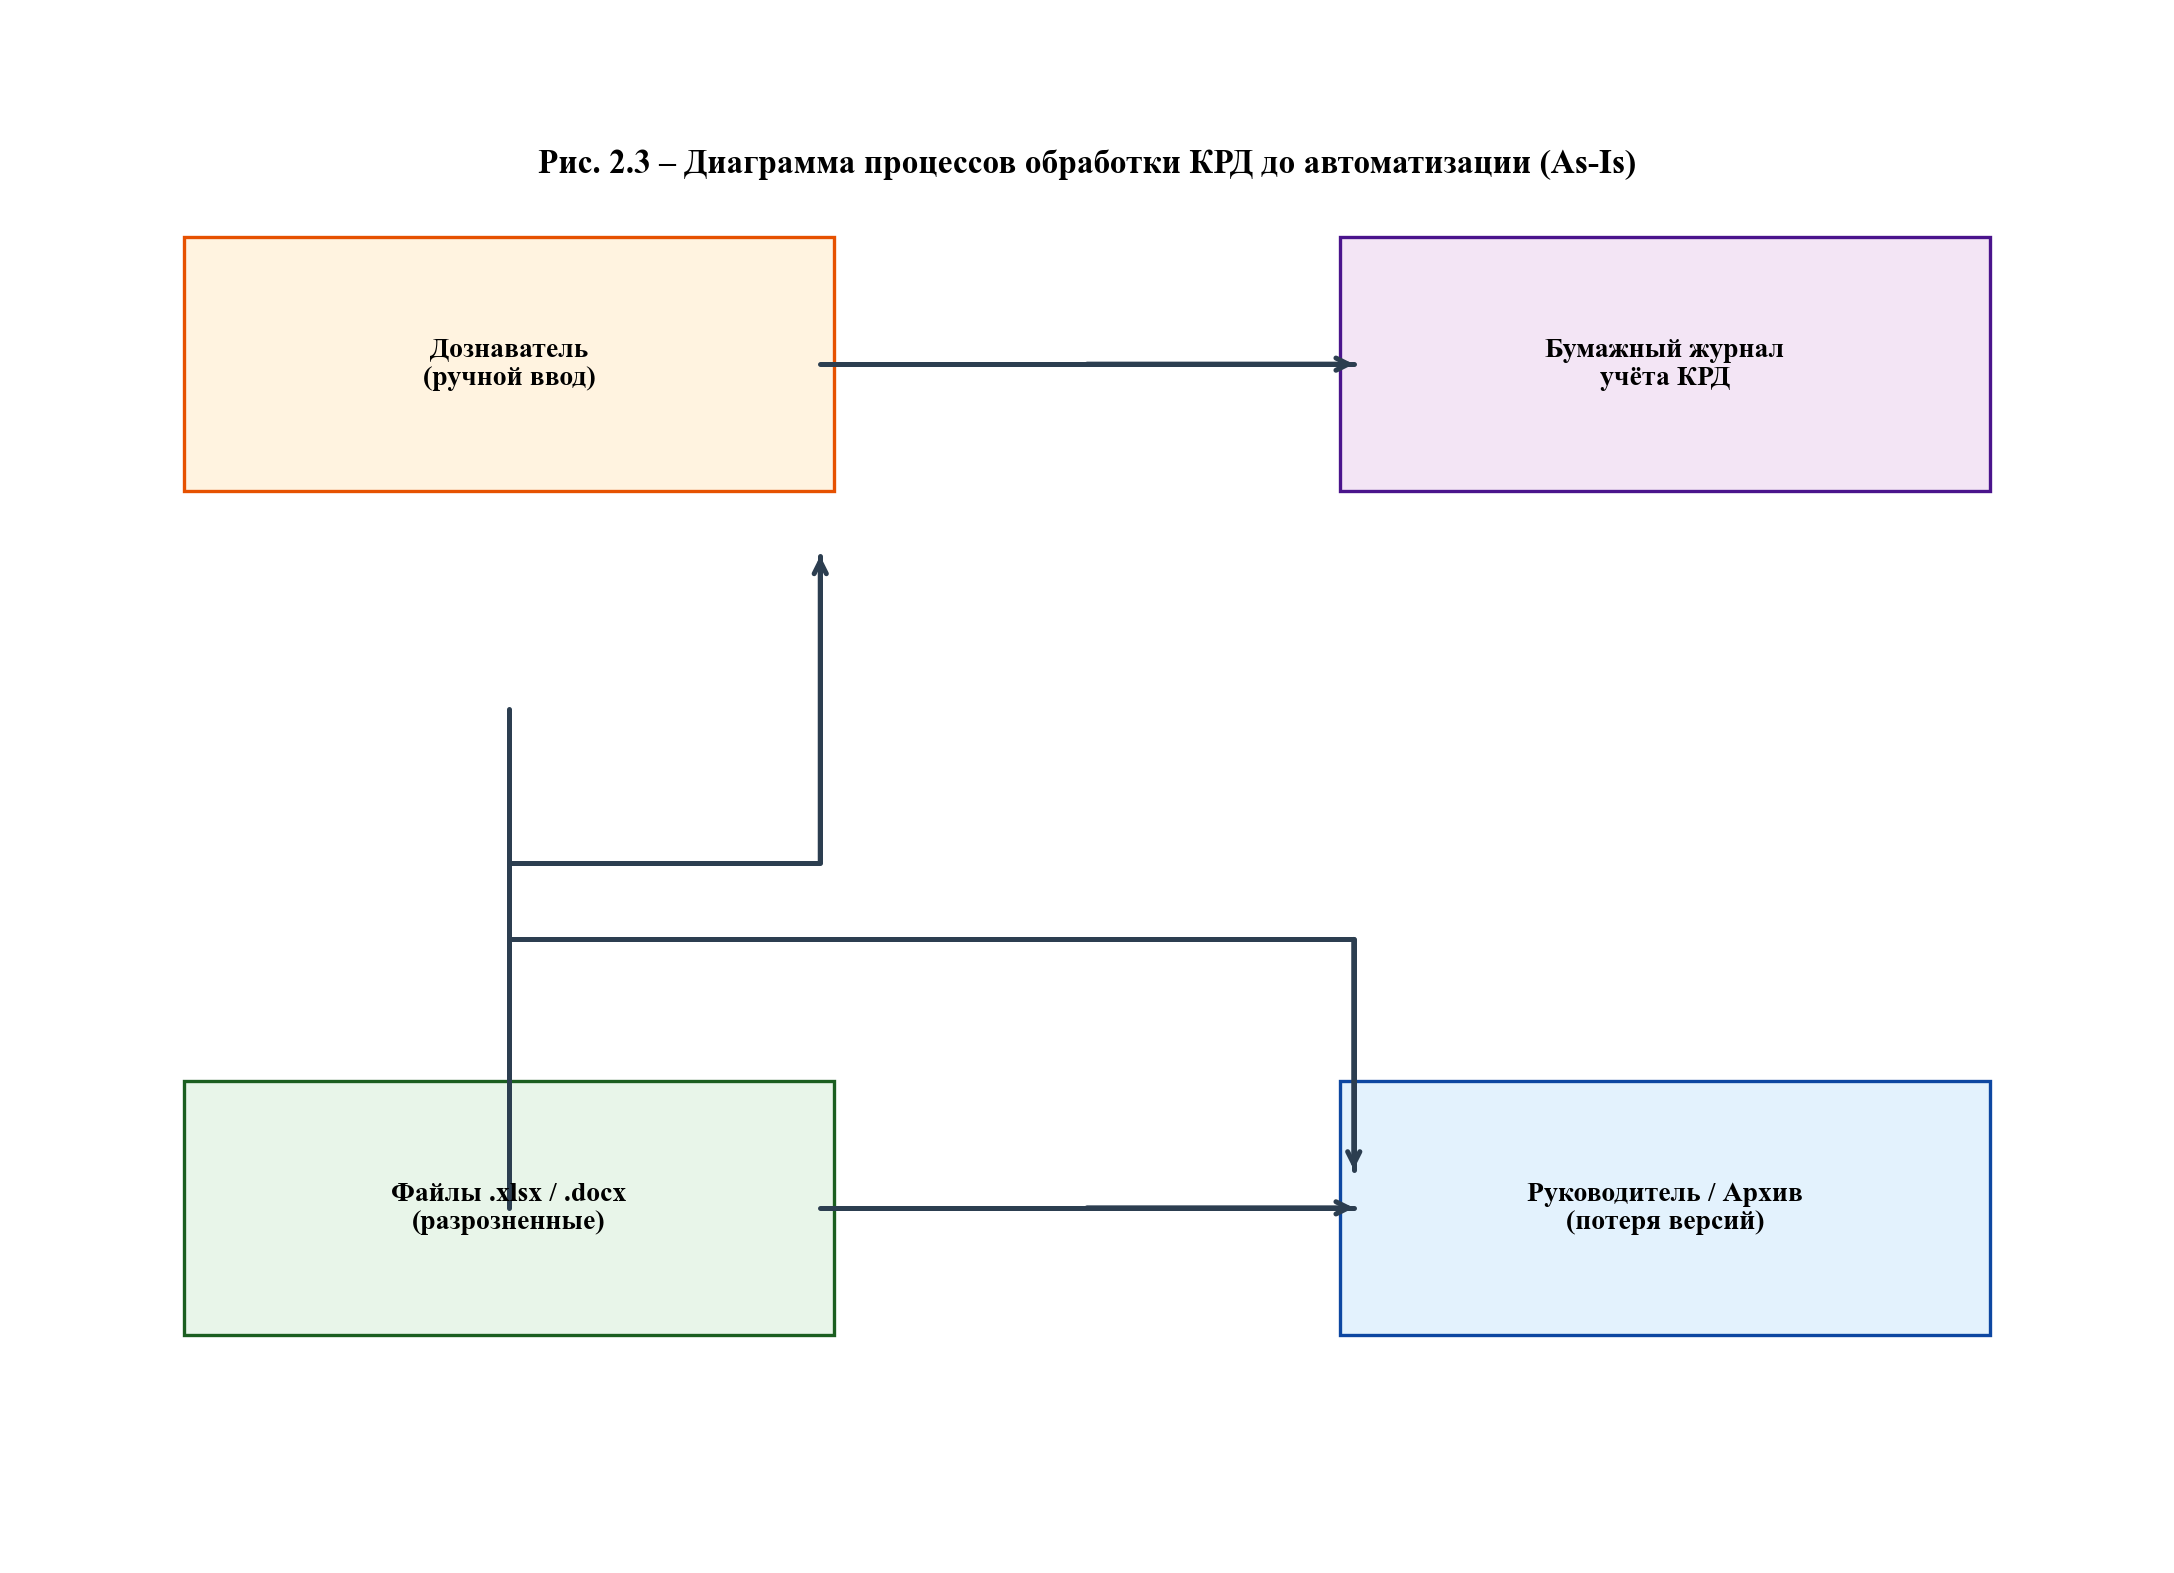 Рис. 2.3 – Диаграмма процессов обработки КРД до автоматизации (As-Is)
Дознаватель
(ручной ввод)
Бумажный журнал
учёта КРД
Файлы .xlsx / .docx
(разрозненные)
Руководитель / Архив
(потеря версий)